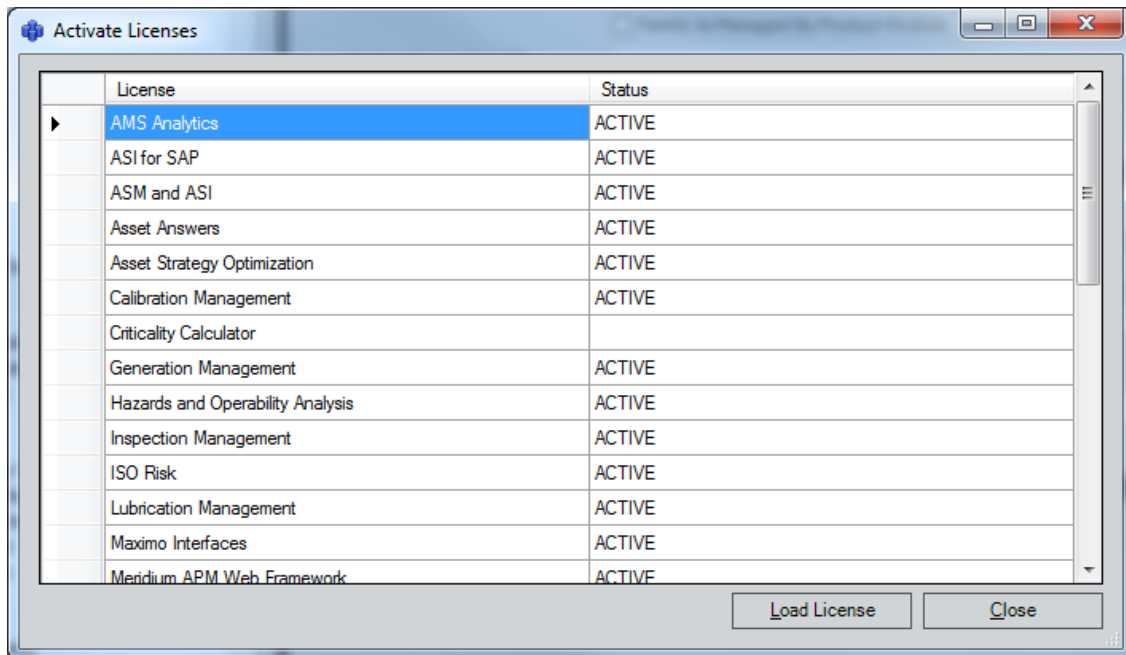 Activate Licenses
License Status
AMS Analytics ACTIVE
ASI for SAP ACTIVE
ASM and ASI ACTIVE
Asset Answers ACTIVE
Asset Strategy Optimization ACTIVE
Calibration Management ACTIVE
Criticality Calculator
Generation Management ACTIVE
Hazards and Operability Analysis ACTIVE
Inspection Management ACTIVE
ISO Risk ACTIVE
Lubrication Management ACTIVE
Maximo Interfaces ACTIVE
Meridium APM Web Framework ACTIVE
Load License Close